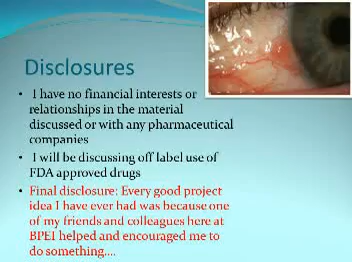 Disclosures
• I have no financial interests or
relationships in the material
discussed or with any pharmaceutical
companies
• I will be discussing off label use of
FDA approved drugs
• Final disclosure: Every good project
idea I have ever had was because one
of my friends and colleagues here at
BPEI helped and encouraged me to
do something....